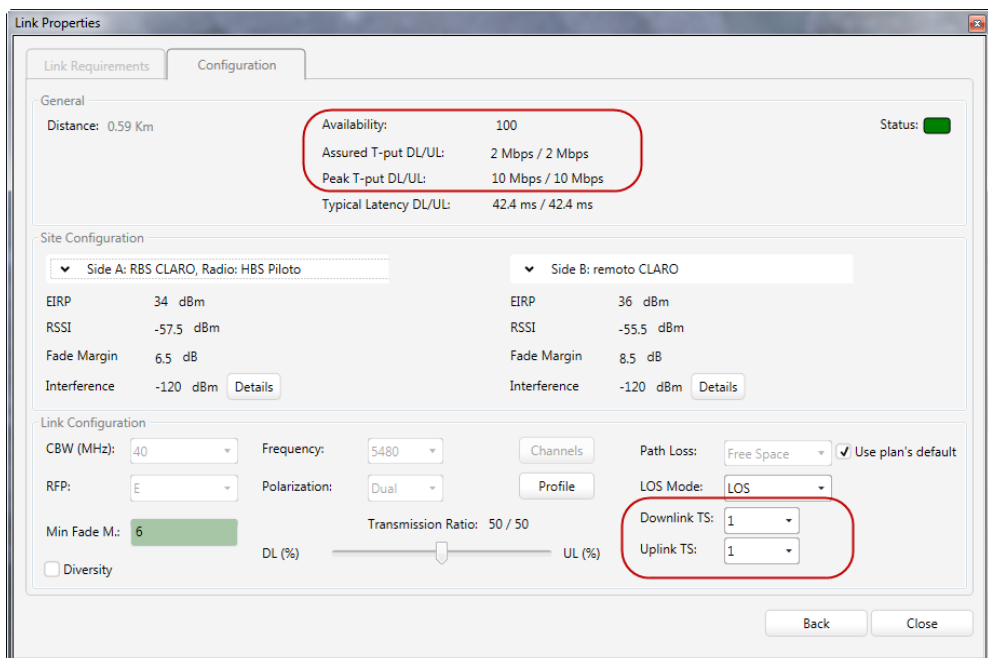 Link Properties
Link Requirements Configuration
General
Distance: 0.59 Km Availability: 100 Status:
Assured T-put DL/UL: 2 Mbps / 2 Mbps
Peak T-put DL/UL: 10 Mbps / 10 Mbps
Typical Latency DL/UL: 42.4 ms / 42.4 ms
Site Configuration
Side A: RBS CLARO, Radio: HBS Piloto Side B: remoto CLARO
EIRP 34 dBm EIRP 36 dBm
RSSI -57.5 dBm RSSI -55.5 dBm
Fade Margin 6.5 dB Fade Margin 8.5 dB
Interference -120 dBm Details Interference -120 dBm Details
Link Configuration
CBW (MHz): 40 Frequency: 5480 Channels Path Loss: Free Space Use plan's default
RFP: E Polarization: Dual Profile LOS Mode: LOS
Min Fade M.: 6 Transmission Ratio: 50 / 50 Downlink TS: 1
DL (%) UL (%) Uplink TS: 1
Diversity
Back Close